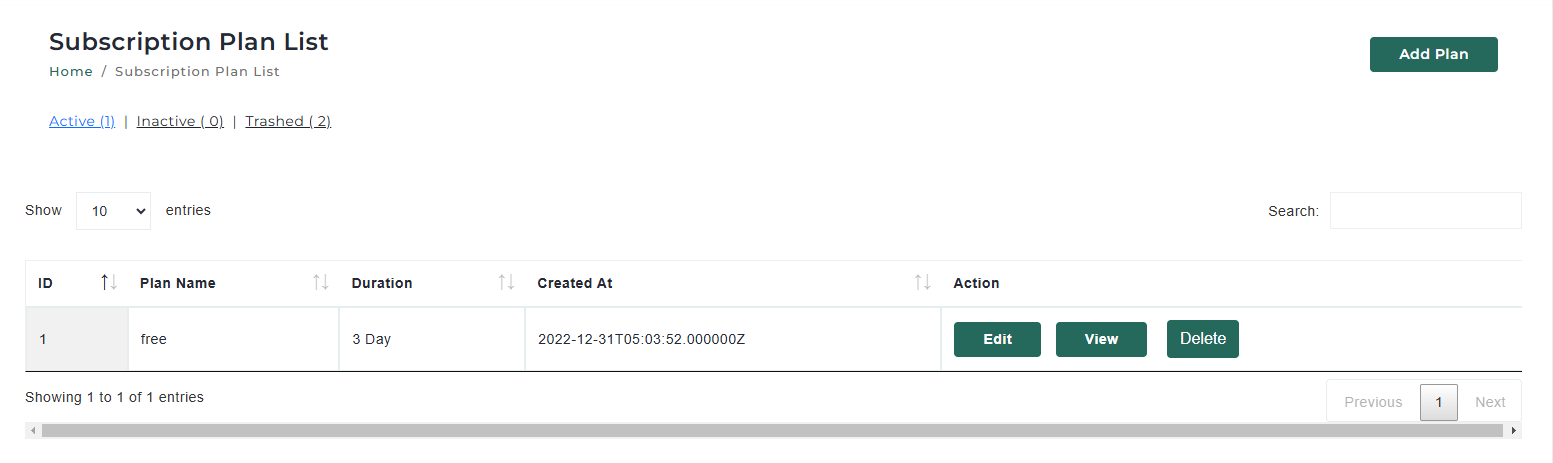 Subscription Plan List
Add Plan
Home / Subscription Plan List
Active (1) | Inactive ( 0) | Trashed ( 2)
Show 10 entries
Search:
ID Plan Name Duration Created At Action
1 free 3 Day 2022-12-31T05:03:52.000000Z Edit View Delete
Showing 1 to 1 of 1 entries
Previous 1 Next